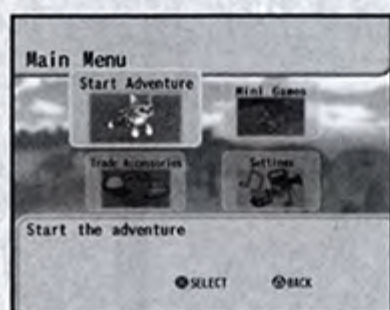 Main Menu
Start Adventure
Mini Games
Trade Accessories
Settings
Start the adventure
SELECT
BACK